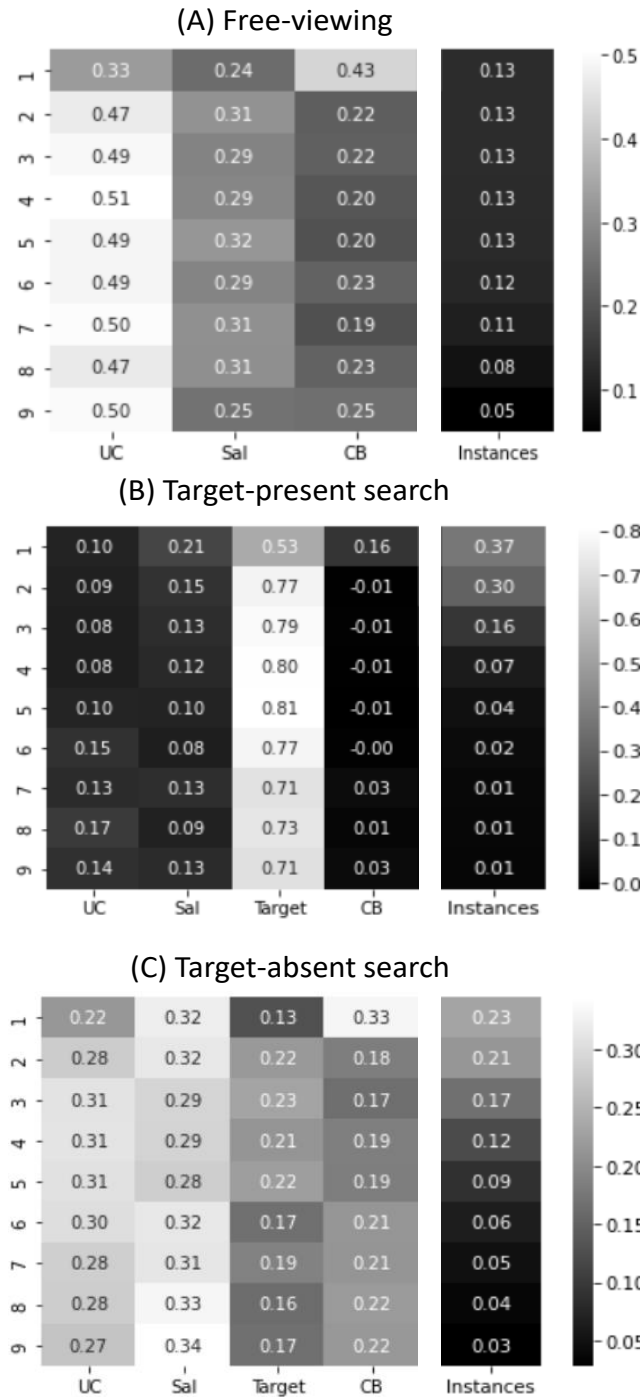 (A) Free-viewing
1 0.33 0.24 0.43 0.13
2 0.47 0.31 0.22 0.13
3 0.49 0.29 0.22 0.13
4 0.51 0.29 0.20 0.13
5 0.49 0.32 0.20 0.13
6 0.49 0.29 0.23 0.12
7 0.50 0.31 0.19 0.11
8 0.47 0.31 0.23 0.08
9 0.50 0.25 0.25 0.05
UC Sal CB Instances
0.5
0.4
0.3
0.2
0.1
(B) Target-present search
1 0.10 0.21 0.53 0.16 0.37
2 0.09 0.15 0.77 -0.01 0.30
3 0.08 0.13 0.79 -0.01 0.16
4 0.08 0.12 0.80 -0.01 0.07
5 0.10 0.10 0.81 -0.01 0.04
6 0.15 0.08 0.77 -0.00 0.02
7 0.13 0.13 0.71 0.03 0.01
8 0.17 0.09 0.73 0.01 0.01
9 0.14 0.13 0.71 0.03 0.01
UC Sal Target CB Instances
0.8
0.7
0.6
0.5
0.4
0.3
0.2
0.1
0.0
(C) Target-absent search
1 0.22 0.32 0.13 0.33 0.23
2 0.28 0.32 0.22 0.18 0.21
3 0.31 0.29 0.23 0.17 0.17
4 0.31 0.29 0.21 0.19 0.12
5 0.31 0.28 0.22 0.19 0.09
6 0.30 0.32 0.17 0.21 0.06
7 0.28 0.31 0.19 0.21 0.05
8 0.28 0.33 0.16 0.22 0.04
9 0.27 0.34 0.17 0.22 0.03
UC Sal Target CB Instances
0.30
0.25
0.20
0.15
0.10
0.05